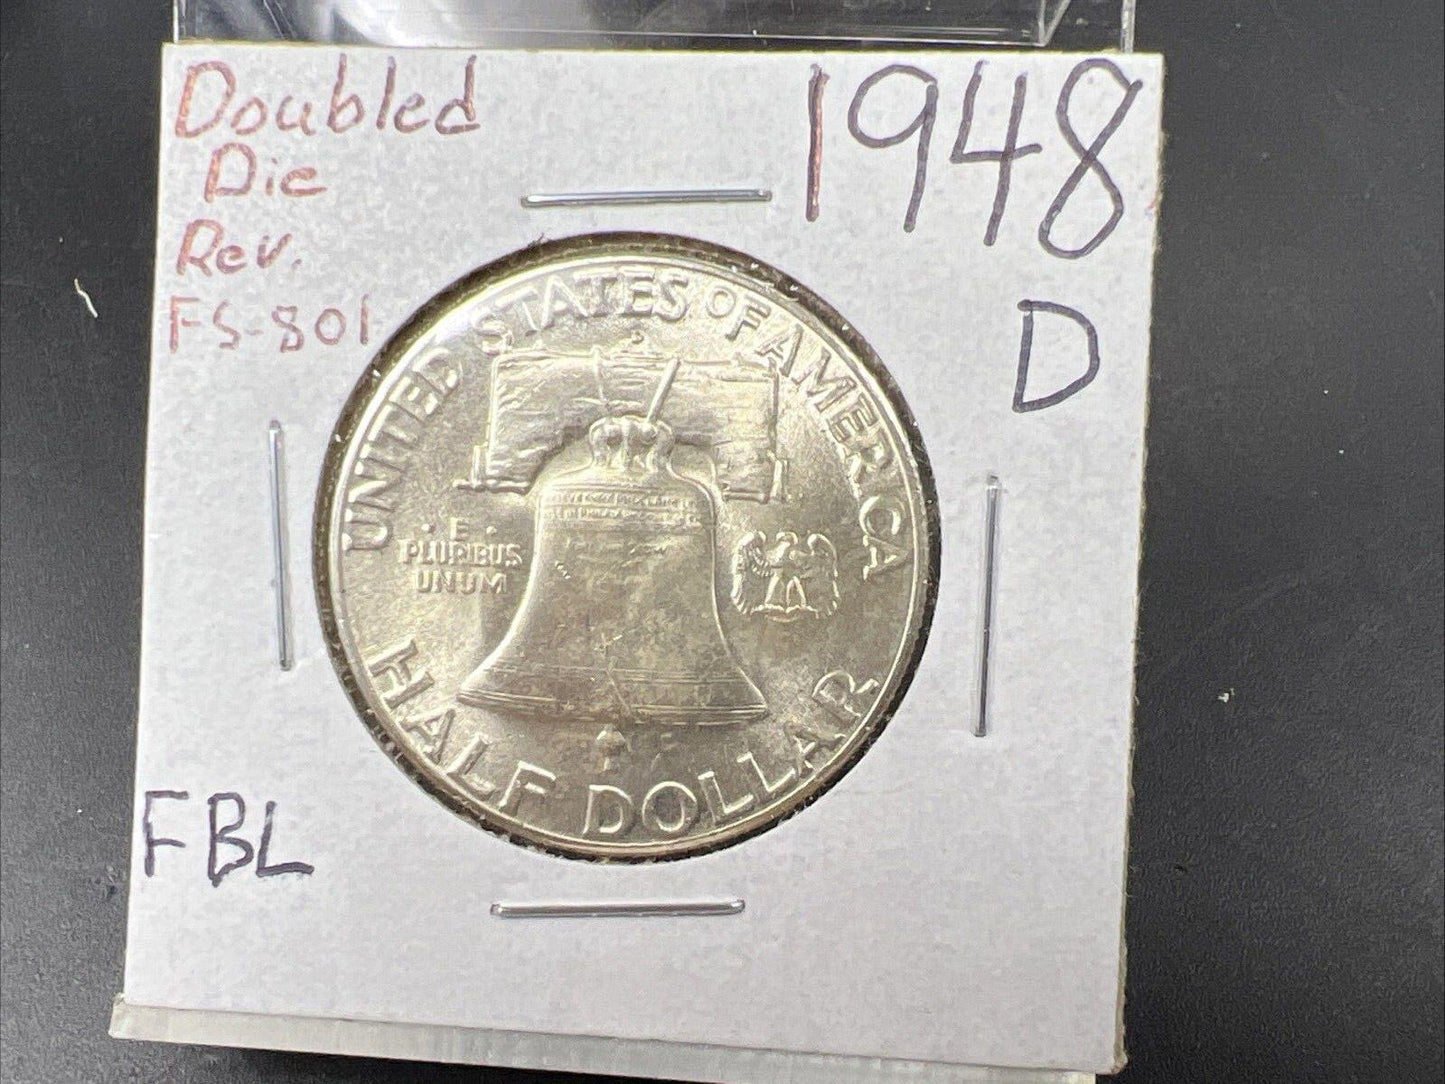 Doubled
Die
Rev.
FS-801
1948
D
UNITED STATES OF AMERICA
·E·
PLURIBUS
UNUM
HALF DOLLAR
FBL